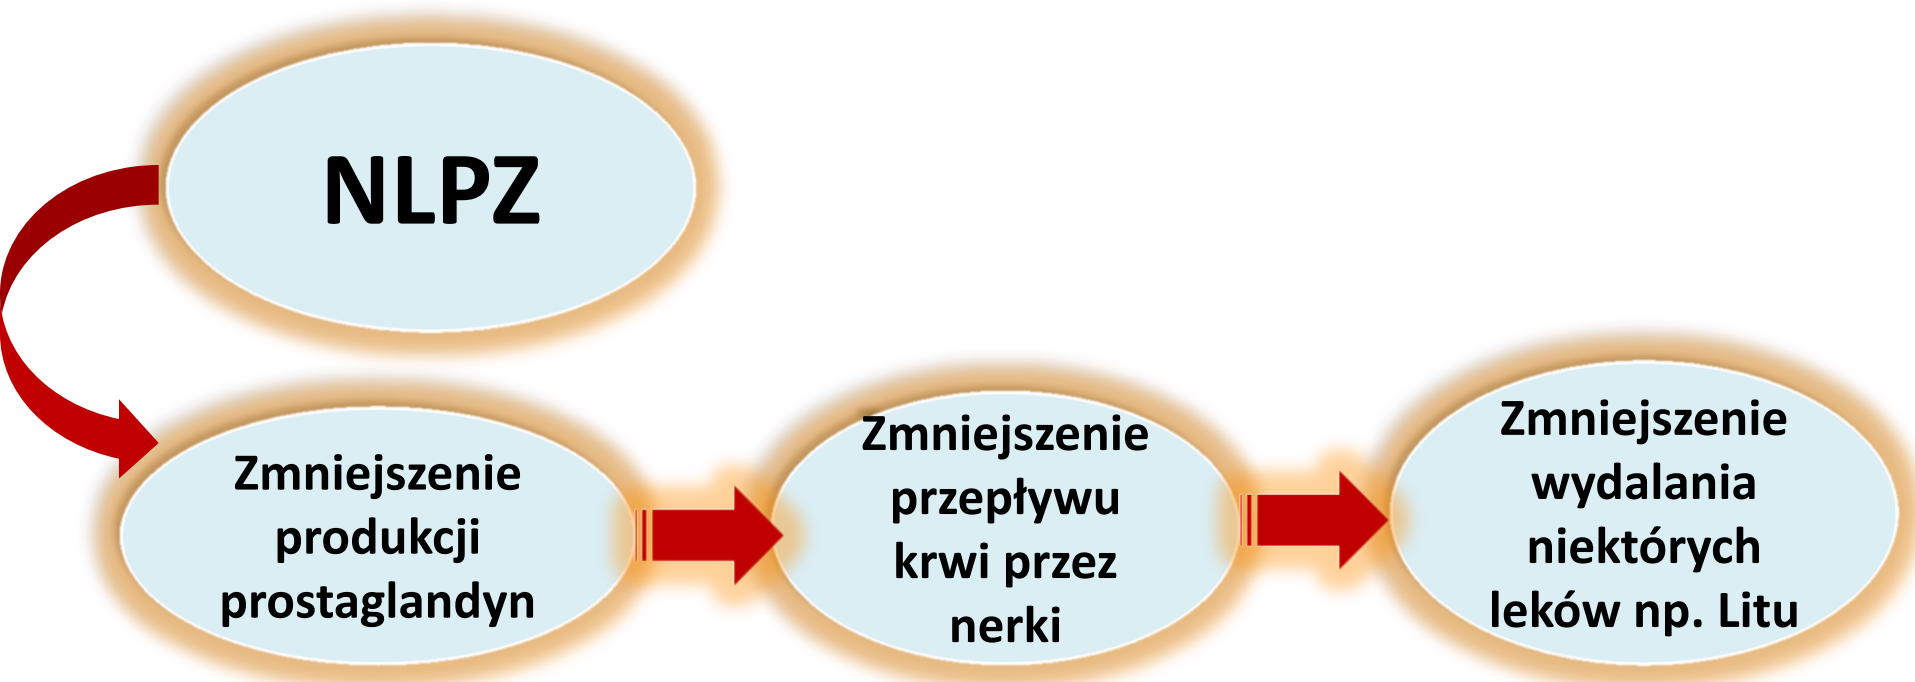 NLPZ
Zmniejszenie
produkcji
prostaglandyn
Zmniejszenie
przepływu
krwi przez
nerki
Zmniejszenie
wydalania
niektórych
leków np. Litu